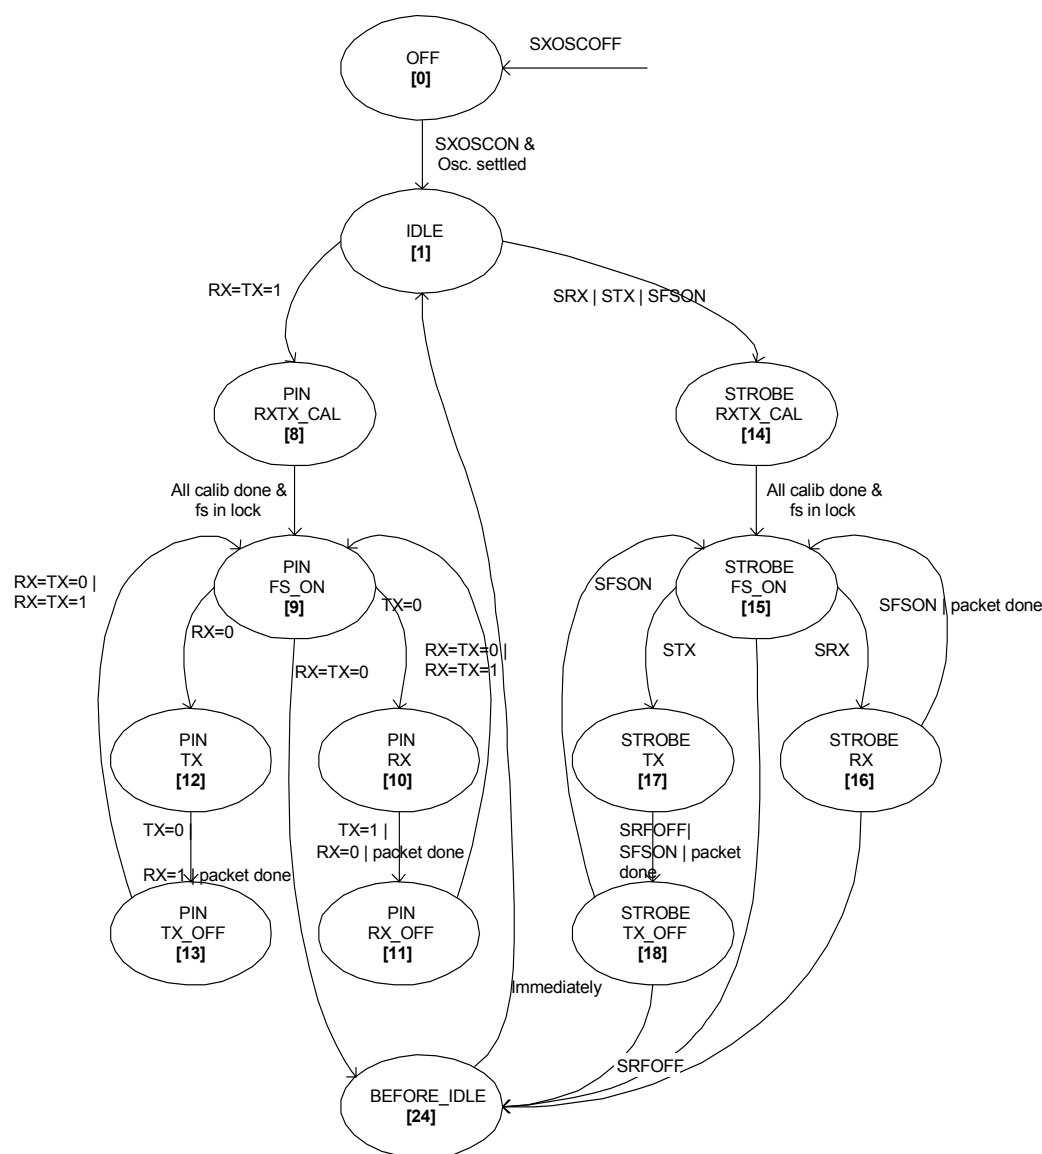 OFF
[0]
SXOSCOFF
SXOSCON &
Osc. settled
IDLE
[1]
RX=TX=1
SRX | STX | SFSON
PIN
RXTX_CAL
[8]
STROBE
RXTX_CAL
[14]
All calib done &
fs in lock
All calib done &
fs in lock
RX=TX=0 |
RX=TX=1
PIN
FS_ON
[9]
SFSON
STROBE
FS_ON
[15]
SFSON | packet done
RX=0
TX=0
RX=TX=0
RX=TX=0 |
RX=TX=1
STX
SRX
PIN
TX
[12]
PIN
RX
[10]
STROBE
TX
[17]
STROBE
RX
[16]
TX=0 |
RX=1 | packet done
TX=1 |
RX=0 | packet done
SRFOFF|
SFSON | packet
done
PIN
TX_OFF
[13]
PIN
RX_OFF
[11]
STROBE
TX_OFF
[18]
Immediately
SRFOFF
BEFORE_IDLE
[24]